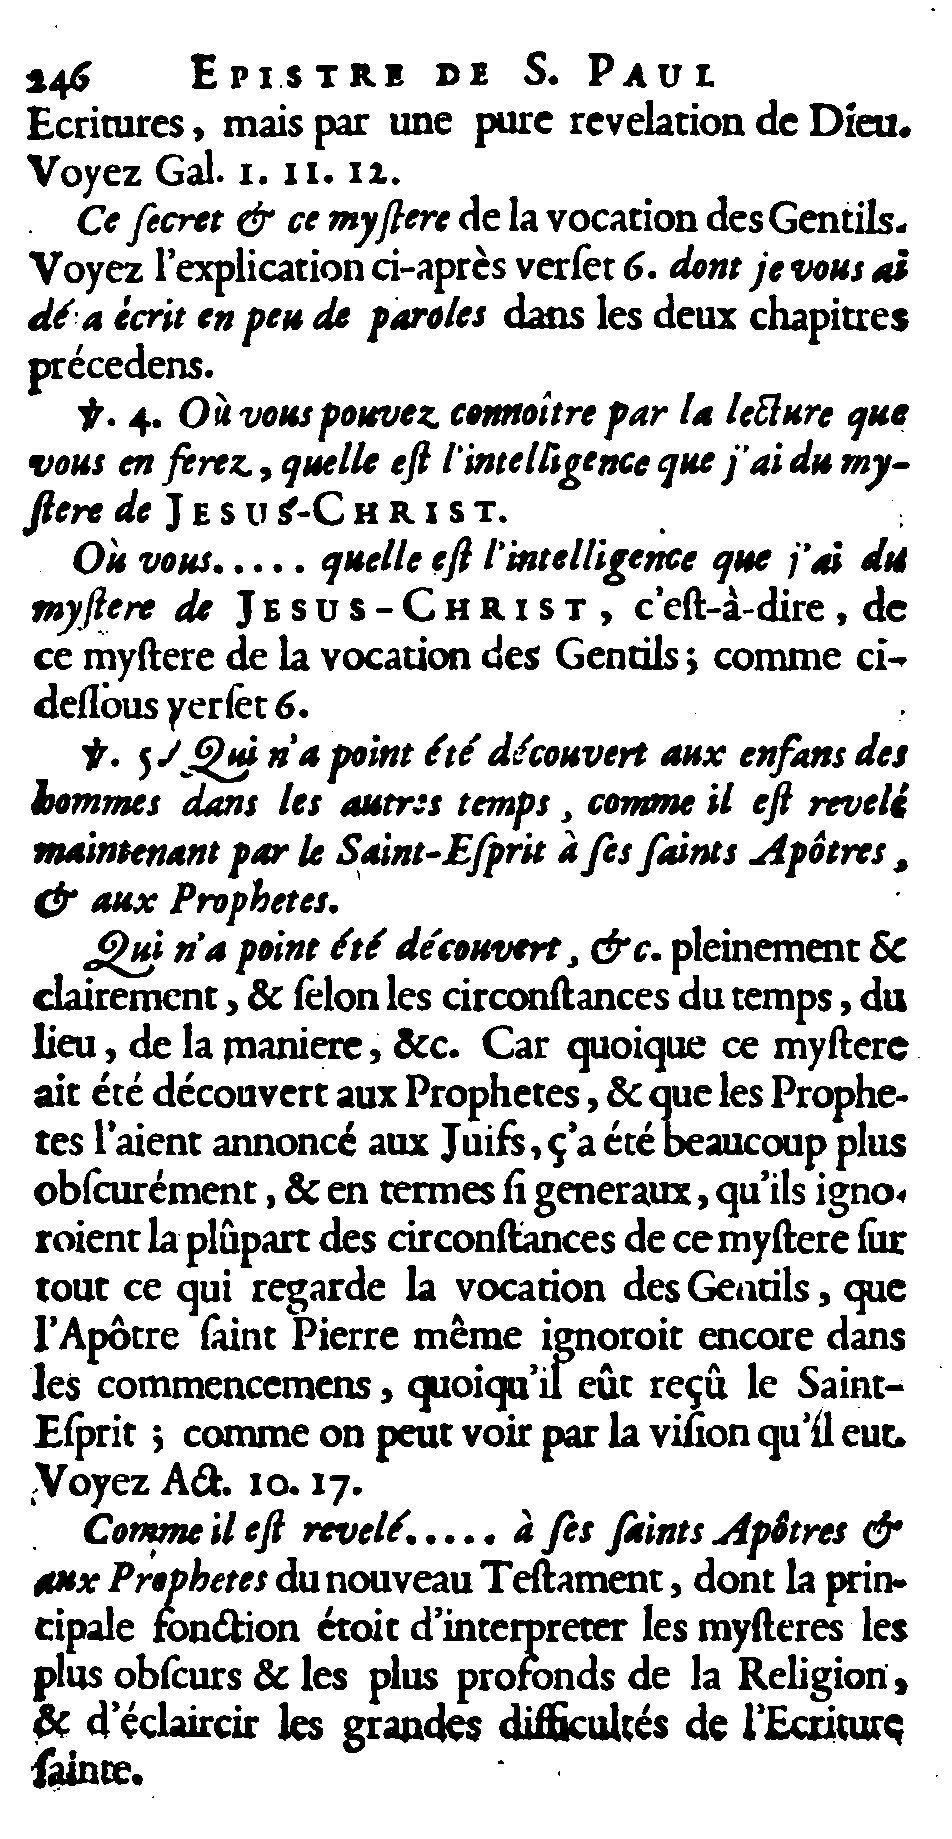 246 EPISTRE DE S. PAUL
Ecritures, mais par une pure revelation de Dieu.
Voyez Gal. 1. 11. 12.
Ce ſecret & ce myſtere de la vocation des Gentils.
Voyez l'explication ci-après verſet 6. dont je vous ai
dé a écrit en peu de paroles dans les deux chapitres
précedens.
℣. 4. Où vous pouvez connoître par la lecture que
vous en ferez, quelle eſt l'intelligence que j'ai du my-
ſtere de JESUS-CHRIST.
Où vous..... quelle eſt l'intelligence que j'ai du
myſtere de JESUS-CHRIST, c'eſt-à-dire, de
ce myſtere de la vocation des Gentils; comme ci-
deſſous verſet 6.
℣. 5. Qui n'a point été découvert aux enfans des
hommes dans les autres temps, comme il eſt revelé
maintenant par le Saint-Eſprit à ſes ſaints Apôtres,
& aux Prophetes.
Qui n'a point été découvert, &c. pleinement &
clairement, & ſelon les circonſtances du temps, du
lieu, de la maniere, &c. Car quoique ce myſtere
ait été découvert aux Prophetes, & que les Prophe-
tes l'aient annoncé aux Juifs, ç'a été beaucoup plus
obſcurément, & en termes ſi generaux, qu'ils igno-
roient la plûpart des circonſtances de ce myſtere ſur
tout ce qui regarde la vocation des Gentils, que
l'Apôtre ſaint Pierre même ignoroit encore dans
les commencemens, quoiqu'il eût reçû le Saint-
Eſprit; comme on peut voir par la viſion qu'il eut.
Voyez Act. 10. 17.
Comme il eſt revelé..... à ſes ſaints Apôtres &
aux Prophetes du nouveau Teſtament, dont la prin-
cipale fonction étoit d'interpreter les myſteres les
plus obſcurs & les plus profonds de la Religion,
& d'éclaircir les grandes difficultés de l'Ecriture
ſainte.